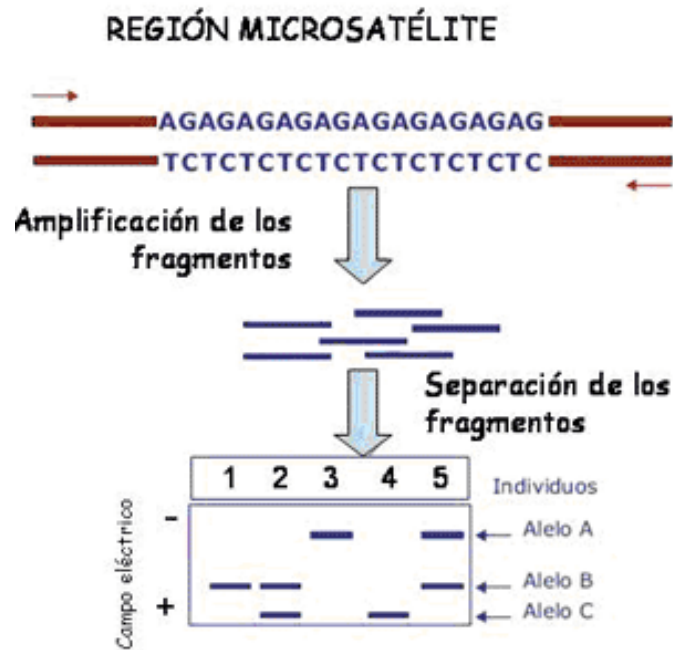 REGIÓN MICROSATÉLITE
AGAGAGAGAGAGAGAGAGAG
TCTCTCTCTCTCTCTCTCTC
Amplificación de los
fragmentos
Separación de los
fragmentos
1 2 3 4 5 Individuos
Campo eléctrico
-
+
Alelo A
Alelo B
Alelo C